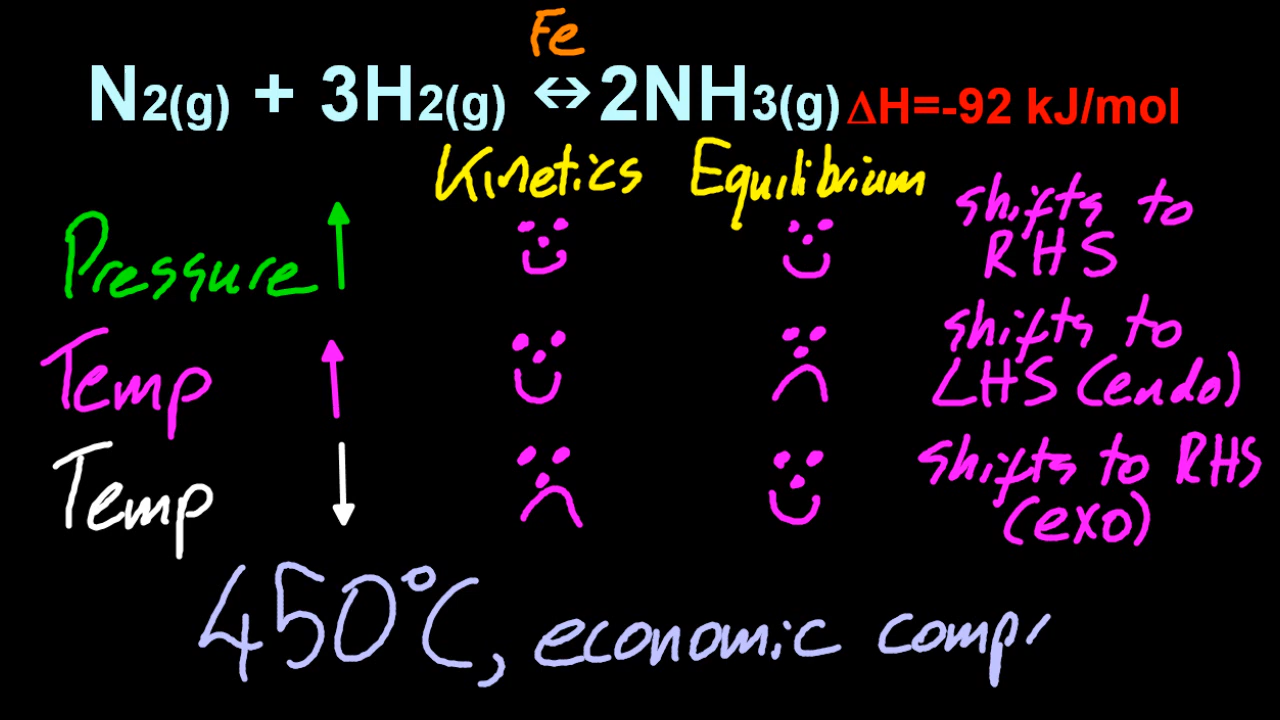 Fe
N2(g) + 3H2(g) ↔ 2NH3(g) ΔH=-92 kJ/mol
Kinetics Equilibrium
Pressure ↑ shifts to
RHS
Temp ↑ shifts to
LHS (endo)
Temp ↓ shifts to RHS
(exo)
450°C, economic comp